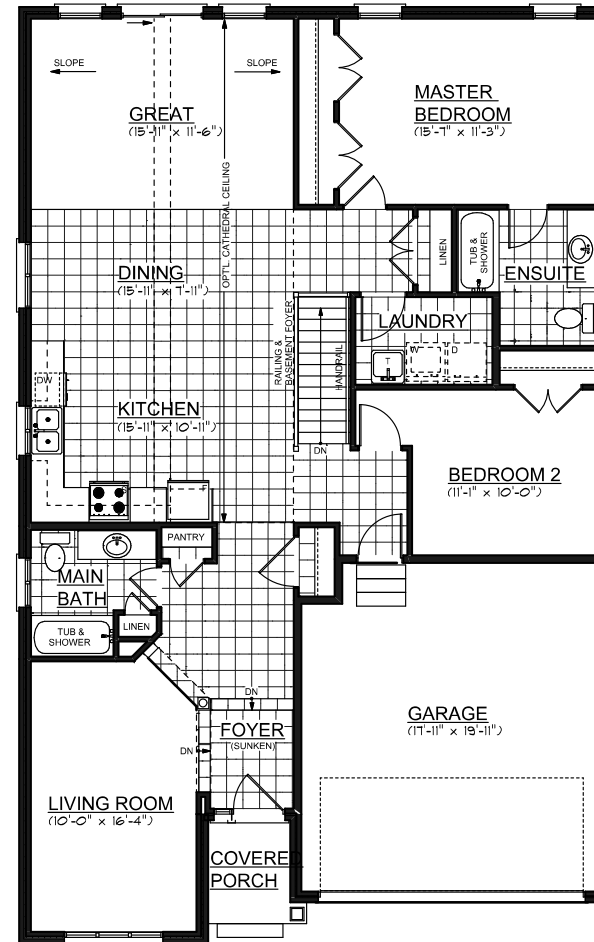 SLOPE
SLOPE
GREAT
(15'-11" x 11'-6")
MASTER
BEDROOM
(15'-7" x 11'-3")
OPT'L. CATHEDRAL CEILING
DINING
(15'-11" x 7'-11")
LINEN
TUB &
SHOWER
ENSUITE
RAILING @
BASEMENT FOYER
HANDRAIL
LAUNDRY
T
W
D
DW
KITCHEN
(15'-11" x 10'-11")
S
F
DN
BEDROOM 2
(11'-1" x 10'-0")
PANTRY
MAIN
BATH
LINEN
TUB &
SHOWER
DN
FOYER
(SUNKEN)
DN
GARAGE
(17'-11" x 19'-11")
LIVING ROOM
(10'-0" x 16'-4")
COVERED
PORCH